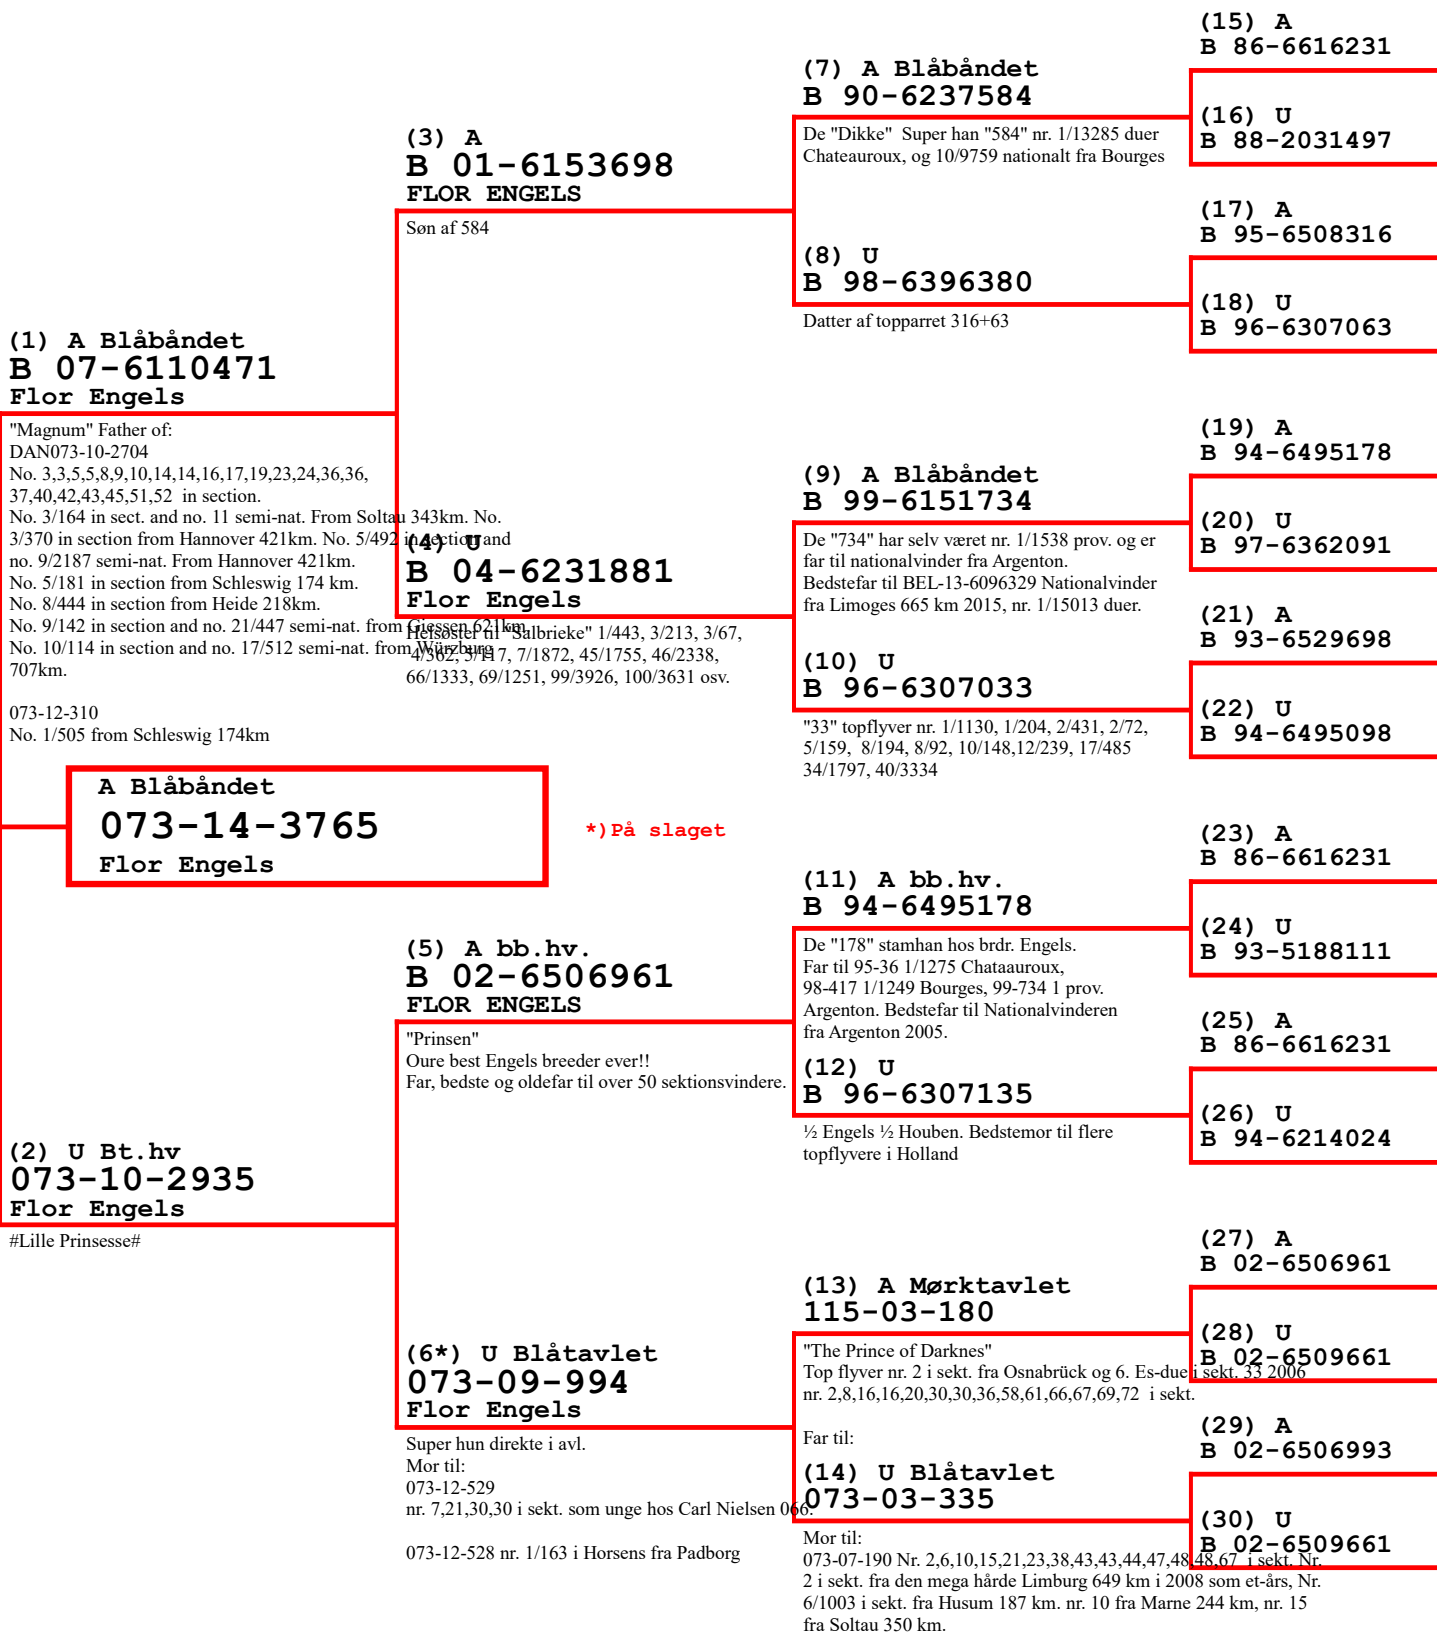 (1) A Blåbåndet
B 07-6110471
Flor Engels
"Magnum" Father of:
DAN073-10-2704
No. 3,3,5,5,8,9,10,14,14,16,17,19,23,24,36,36,
37,40,42,43,45,51,52 in section.
No. 3/164 in sect. and no. 11 semi-nat. From Soltau 343km. No.
3/370 in section from Hannover 421km. No. 5/492 in section and
no. 9/2187 semi-nat. From Hannover 421km.
No. 5/181 in section from Schleswig 174 km.
No. 8/444 in section from Heide 218km.
No. 9/142 in section and no. 21/447 semi-nat. from Giessen 621km.
No. 10/114 in section and no. 17/512 semi-nat. from Würzburg
707km.
073-12-310
No. 1/505 from Schleswig 174km
A Blåbåndet
073-14-3765
Flor Engels
*)På slaget
(2) U Bt.hv
073-10-2935
Flor Engels
#Lille Prinsesse#
(3) A
B 01-6153698
FLOR ENGELS
Søn af 584
(4) U
B 04-6231881
Flor Engels
Helsøster til "Salbrieke" 1/443, 3/213, 3/67,
4/362, 5/117, 7/1872, 45/1755, 46/2338,
66/1333, 69/1251, 99/3926, 100/3631 osv.
(5) A bb.hv.
B 02-6506961
FLOR ENGELS
"Prinsen"
Oure best Engels breeder ever!!
Far, bedste og oldefar til over 50 sektionsvindere.
(6*) U Blåtavlet
073-09-994
Flor Engels
Super hun direkte i avl.
Mor til:
073-12-529
nr. 7,21,30,30 i sekt. som unge hos Carl Nielsen 066.
073-12-528 nr. 1/163 i Horsens fra Padborg
(7) A Blåbåndet
B 90-6237584
De "Dikke" Super han "584" nr. 1/13285 duer
Chateauroux, og 10/9759 nationalt fra Bourges
(8) U
B 98-6396380
Datter af topparret 316+63
(9) A Blåbåndet
B 99-6151734
De "734" har selv været nr. 1/1538 prov. og er
far til nationalvinder fra Argenton.
Bedstefar til BEL-13-6096329 Nationalvinder
fra Limoges 665 km 2015, nr. 1/15013 duer.
(10) U
B 96-6307033
"33" topflyver nr. 1/1130, 1/204, 2/431, 2/72,
5/159, 8/194, 8/92, 10/148,12/239, 17/485
34/1797, 40/3334
(11) A bb.hv.
B 94-6495178
De "178" stamhan hos brdr. Engels.
Far til 95-36 1/1275 Chataauroux,
98-417 1/1249 Bourges, 99-734 1 prov.
Argenton. Bedstefar til Nationalvinderen
fra Argenton 2005.
(12) U
B 96-6307135
½ Engels ½ Houben. Bedstemor til flere
topflyvere i Holland
(13) A Mørktavlet
115-03-180
"The Prince of Darknes"
Top flyver nr. 2 i sekt. fra Osnabrück og 6. Es-due i sekt. 33 2006
nr. 2,8,16,16,20,30,30,36,58,61,66,67,69,72 i sekt.
Far til:
(14) U Blåtavlet
073-03-335
Mor til:
073-07-190 Nr. 2,6,10,15,21,23,38,43,43,44,47,48,48,67 i sekt. Nr.
2 i sekt. fra den mega hårde Limburg 649 km i 2008 som et-års, Nr.
6/1003 i sekt. fra Husum 187 km. nr. 10 fra Marne 244 km, nr. 15
fra Soltau 350 km.
(15) A
B 86-6616231
(16) U
B 88-2031497
(17) A
B 95-6508316
(18) U
B 96-6307063
(19) A
B 94-6495178
(20) U
B 97-6362091
(21) A
B 93-6529698
(22) U
B 94-6495098
(23) A
B 86-6616231
(24) U
B 93-5188111
(25) A
B 86-6616231
(26) U
B 94-6214024
(27) A
B 02-6506961
(28) U
B 02-6509661
(29) A
B 02-6506993
(30) U
B 02-6509661